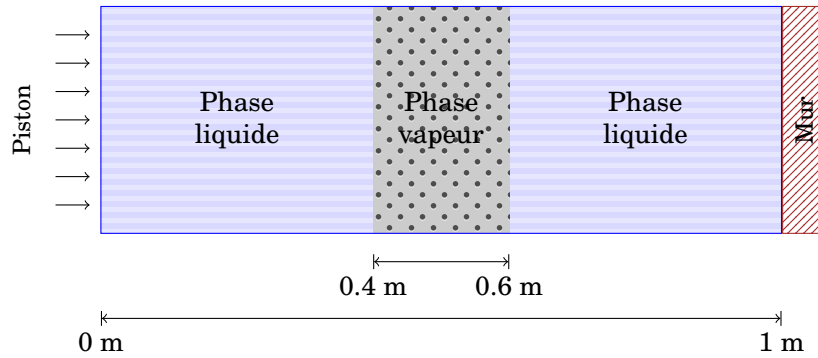 Piston
Phase
liquide
Phase
vapeur
Phase
liquide
Mur
0.4 m
0.6 m
0 m
1 m